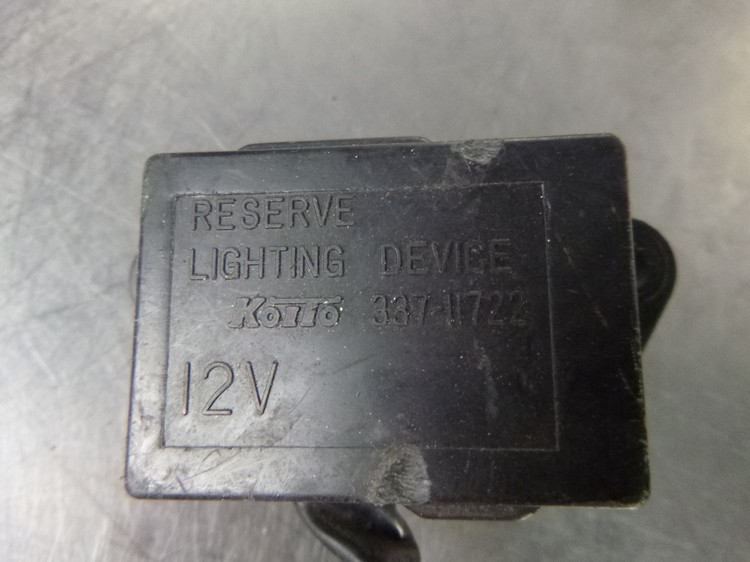 RESERVE
LIGHTING DEVICE
KOITO 337-11722
12V